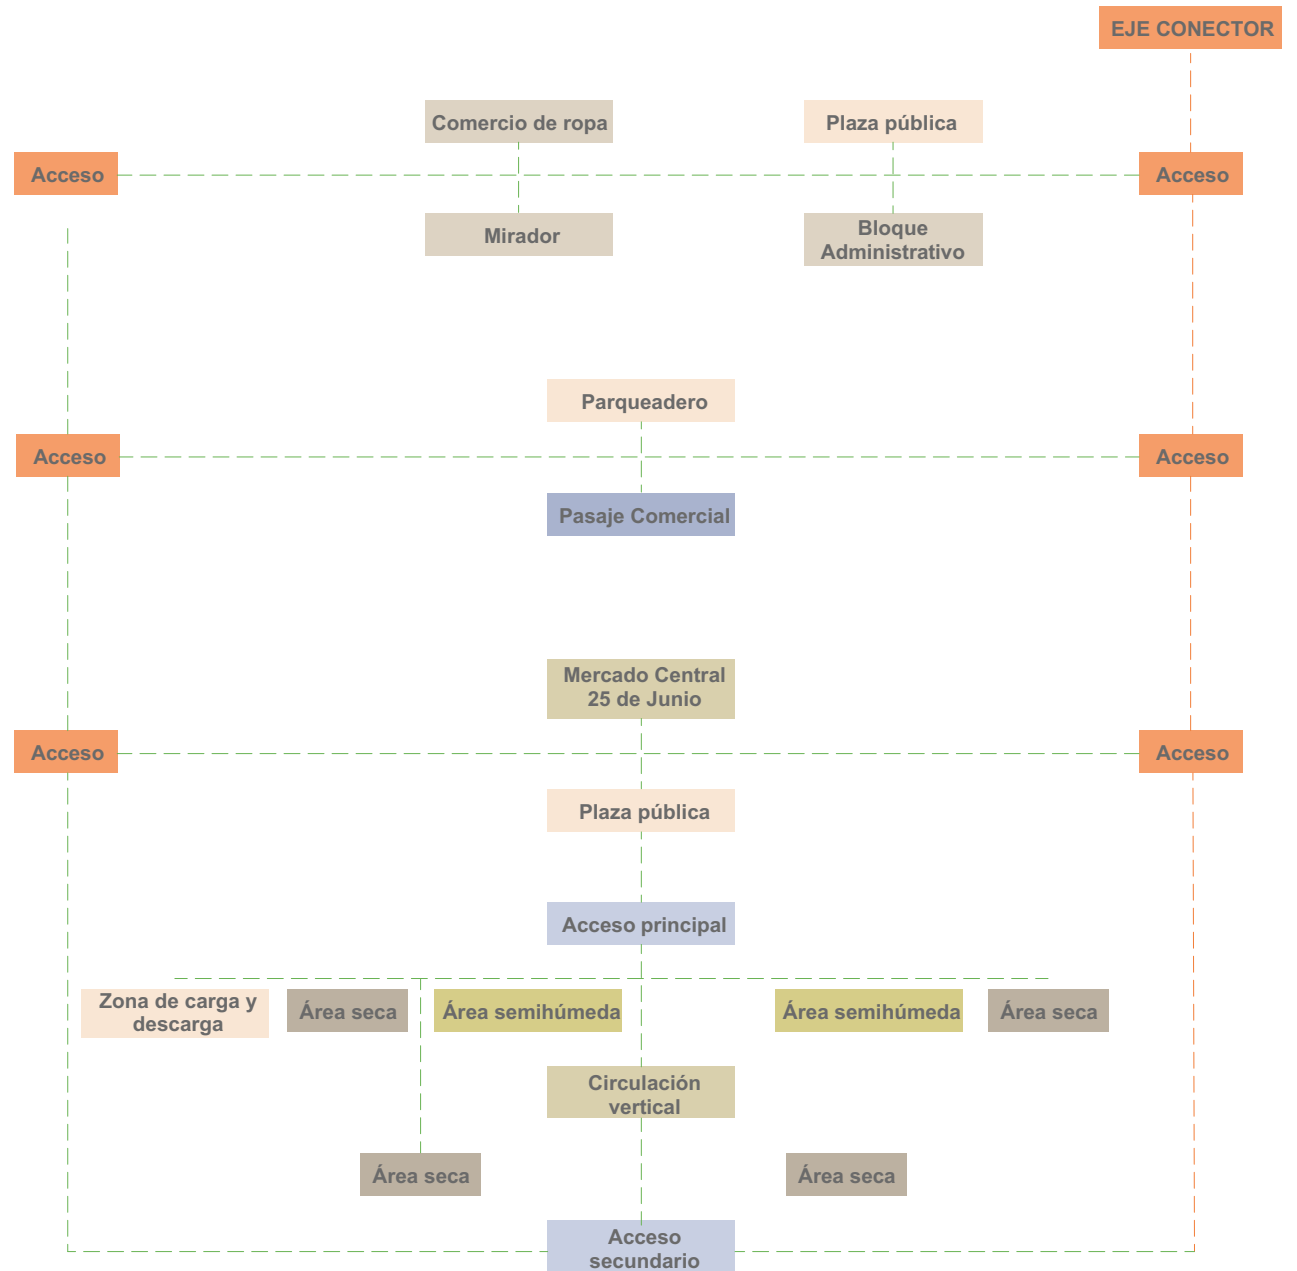 EJE CONECTOR
Comercio de ropa
Plaza pública
Acceso
Acceso
Mirador
Bloque
Administrativo
Parqueadero
Acceso
Acceso
Pasaje Comercial
Mercado Central
25 de Junio
Acceso
Acceso
Plaza pública
Acceso principal
Zona de carga y
descarga
Área seca
Área semihúmeda
Área semihúmeda
Área seca
Circulación
vertical
Área seca
Área seca
Acceso
secundario